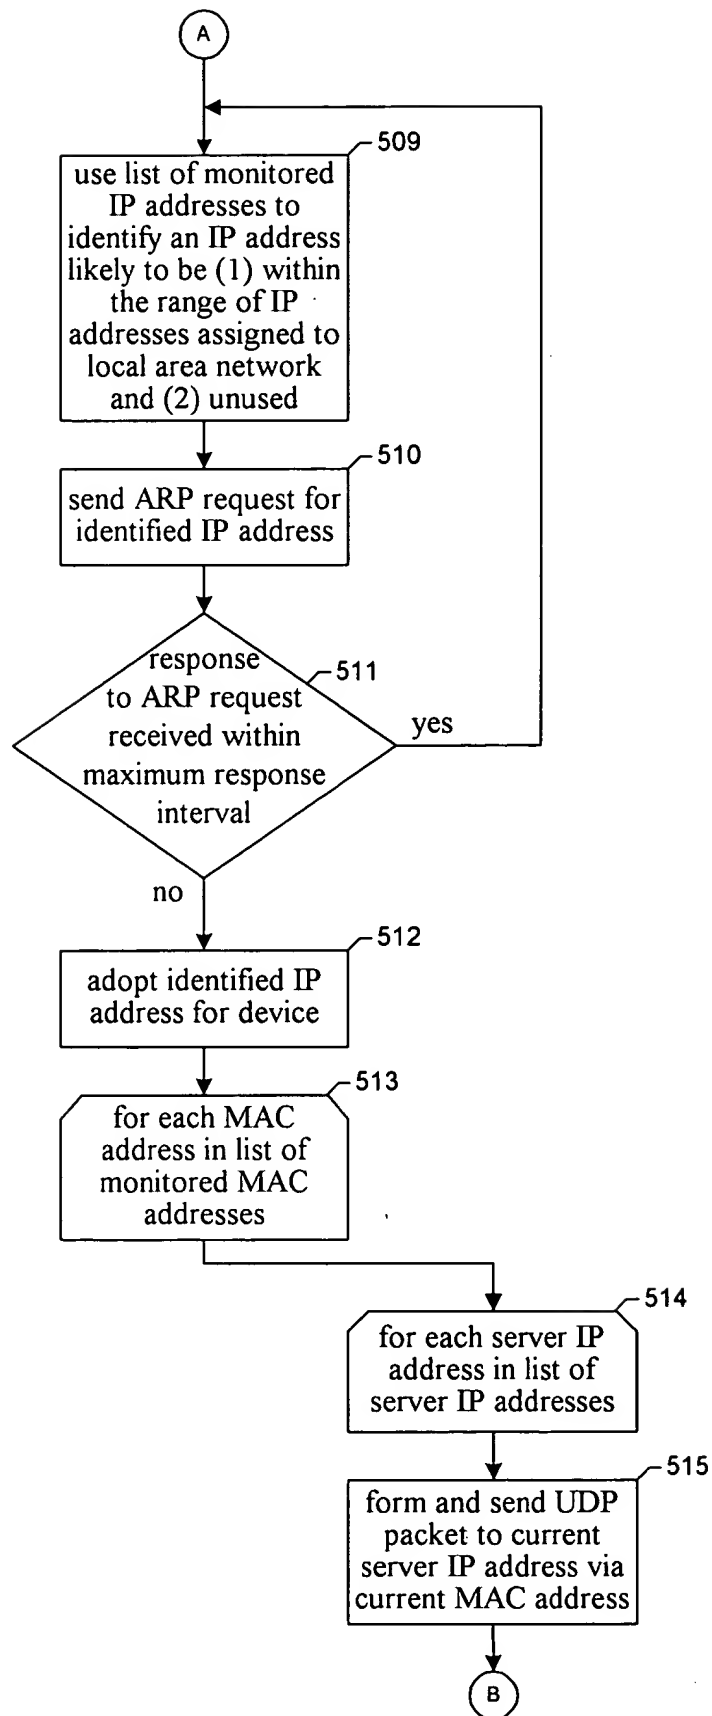 A
509
use list of monitored
IP addresses to
identify an IP address
likely to be (1) within
the range of IP
addresses assigned to
local area network
and (2) unused
510
send ARP request for
identified IP address
response
511
to ARP request
received within
maximum response
interval
yes
no
512
adopt identified IP
address for device
513
for each MAC
address in list of
monitored MAC
addresses
514
for each server IP
address in list of
server IP addresses
515
form and send UDP
packet to current
server IP address via
current MAC address
B